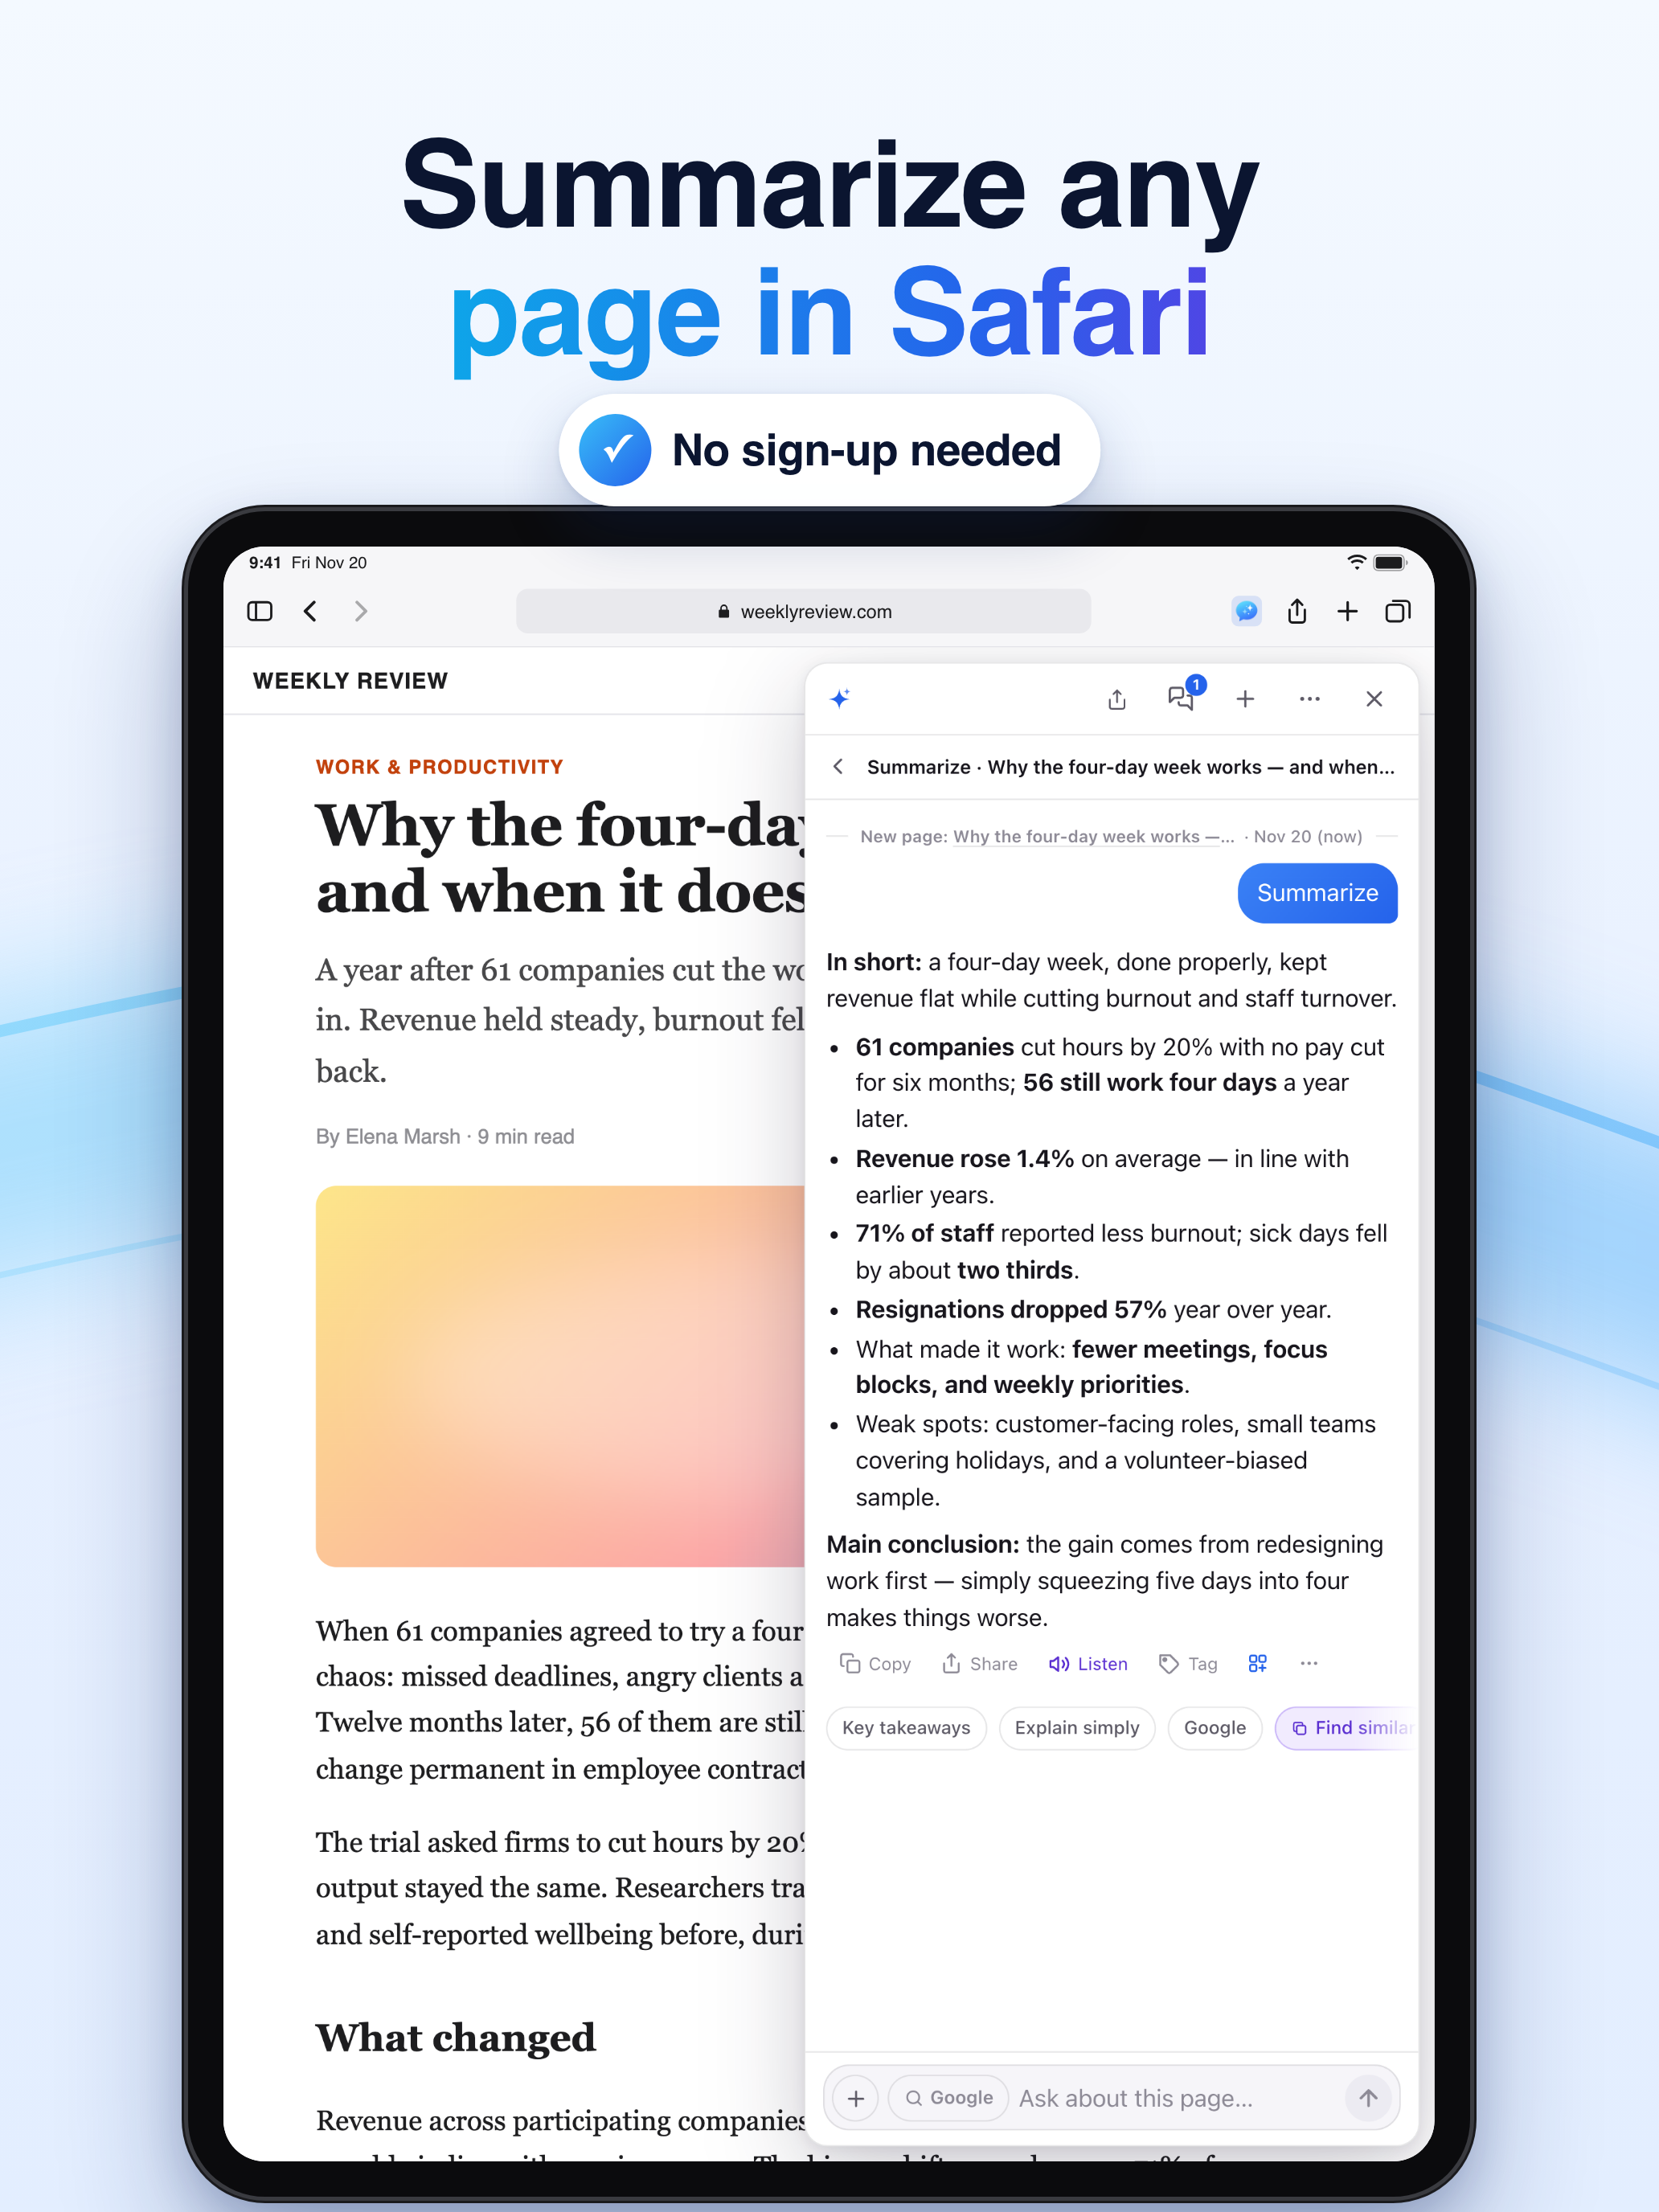 Summarize any
page in Safari
No sign-up needed
9:41 Fri Nov 20
weeklyreview.com
WEEKLY REVIEW
WORK & PRODUCTIVITY
Why the four-day
and when it does
A year after 61 companies cut the wo
in. Revenue held steady, burnout fel
back.
By Elena Marsh · 9 min read
When 61 companies agreed to try a four
chaos: missed deadlines, angry clients a
Twelve months later, 56 of them are still
change permanent in employee contract
The trial asked firms to cut hours by 20%
output stayed the same. Researchers tra
and self-reported wellbeing before, duri
What changed
Revenue across participating companies
1
Summarize · Why the four-day week works — and when...
New page: Why the four-day week works —... · Nov 20 (now)
Summarize
In short: a four-day week, done properly, kept
revenue flat while cutting burnout and staff turnover.
• 61 companies cut hours by 20% with no pay cut
for six months; 56 still work four days a year
later.
• Revenue rose 1.4% on average — in line with
earlier years.
• 71% of staff reported less burnout; sick days fell
by about two thirds.
• Resignations dropped 57% year over year.
• What made it work: fewer meetings, focus
blocks, and weekly priorities.
• Weak spots: customer-facing roles, small teams
covering holidays, and a volunteer-biased
sample.
Main conclusion: the gain comes from redesigning
work first — simply squeezing five days into four
makes things worse.
Copy Share Listen Tag
Key takeaways Explain simply Google Find similar
Google Ask about this page...